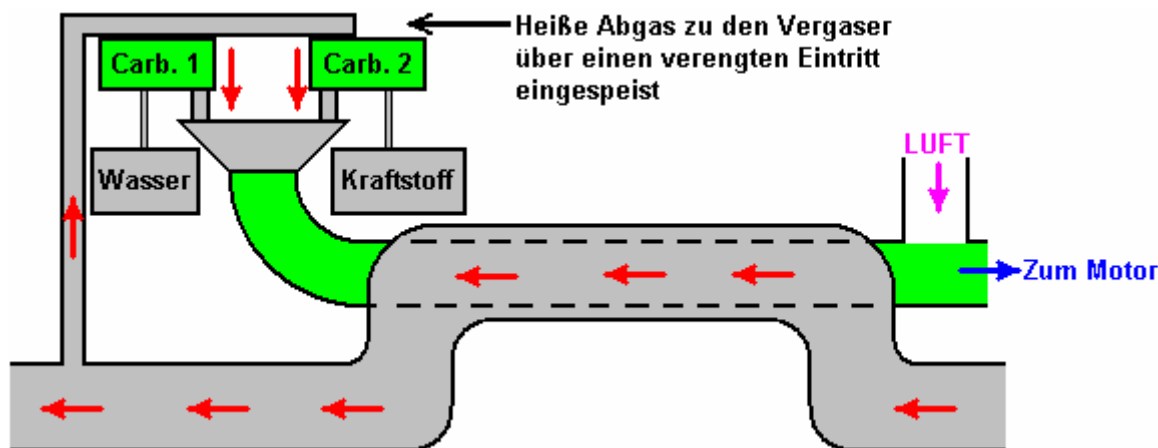 Heiße Abgas zu den Vergaser
über einen verengten Eintritt
eingespeist
Carb. 1
Carb. 2
Wasser
Kraftstoff
LUFT
Zum Motor